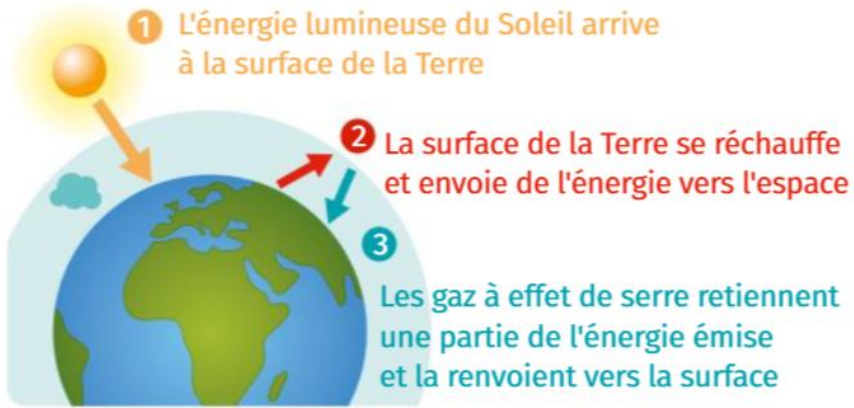 1 L'énergie lumineuse du Soleil arrive
à la surface de la Terre
2 La surface de la Terre se réchauffe
et envoie de l'énergie vers l'espace
3
Les gaz à effet de serre retiennent
une partie de l'énergie émise
et la renvoient vers la surface